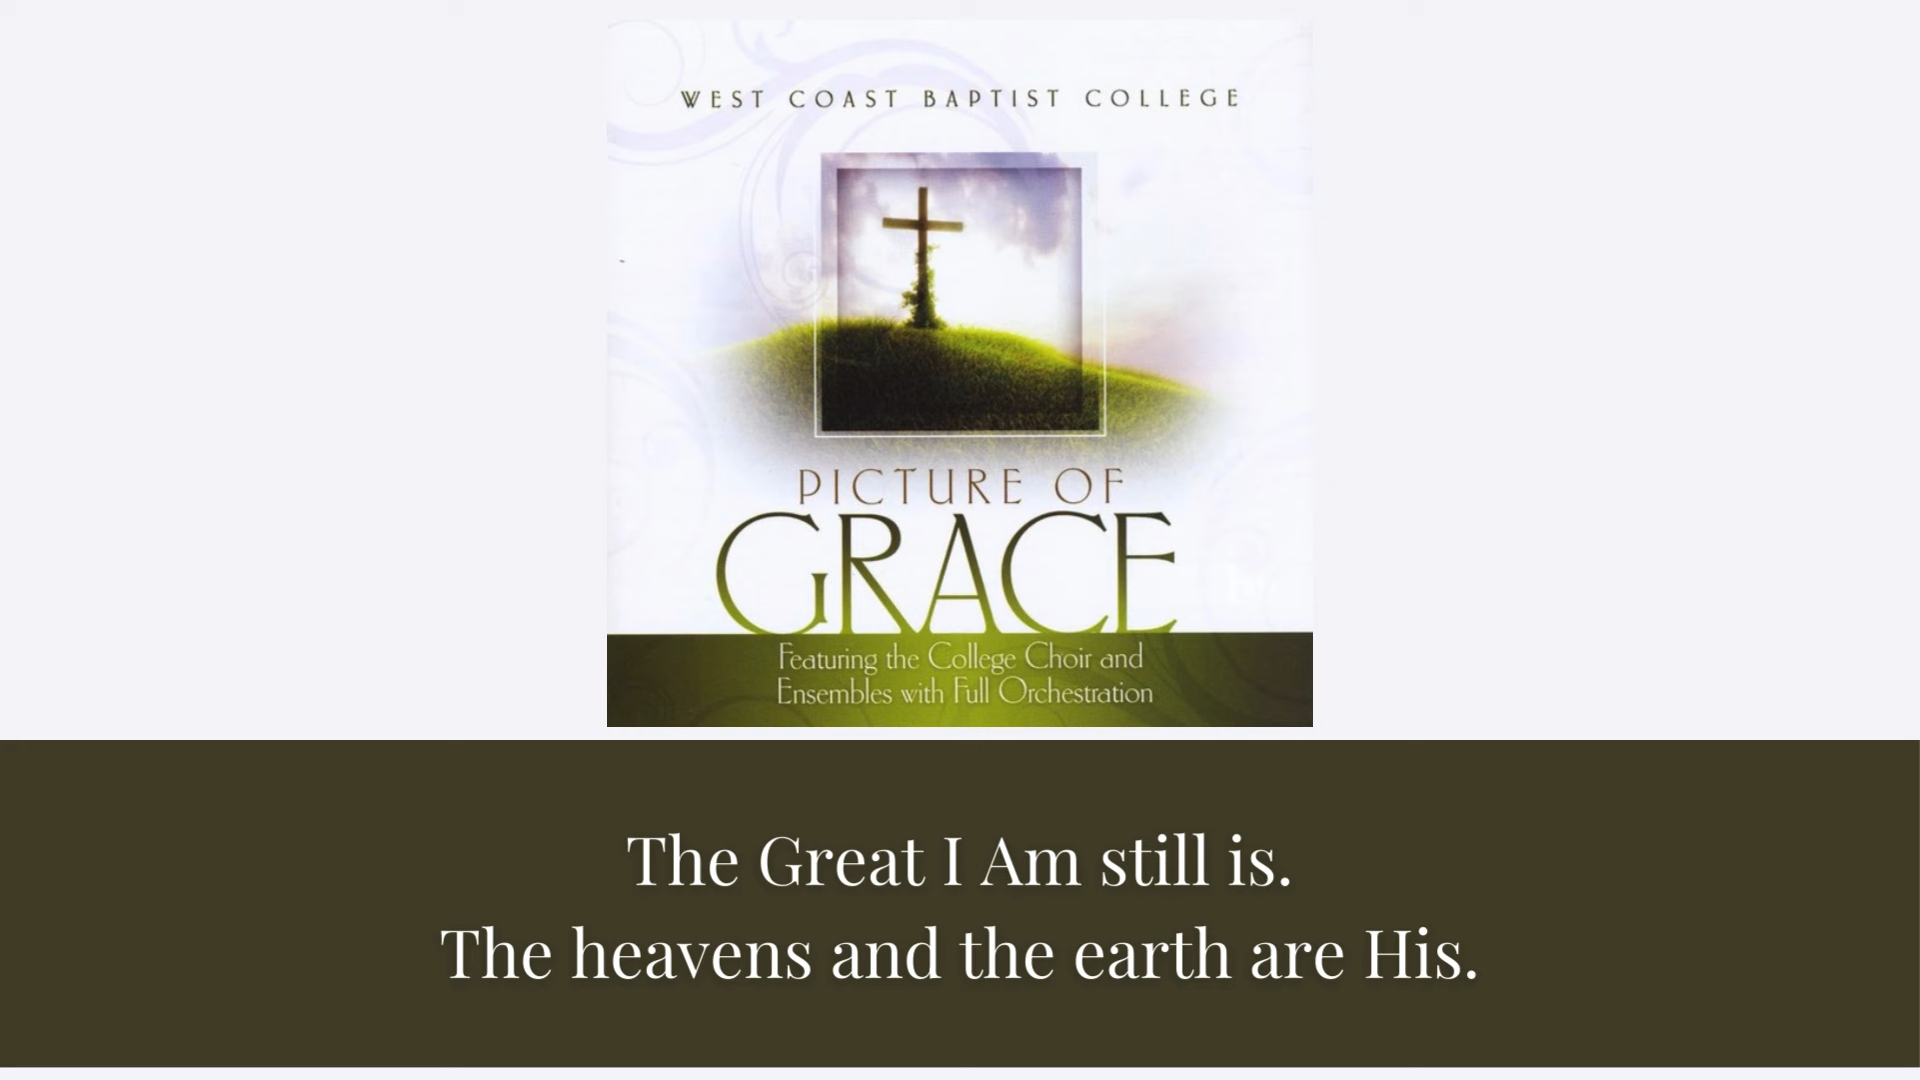 WEST COAST BAPTIST COLLEGE
PICTURE OF
GRACE
Featuring the College Choir and
Ensembles with Full Orchestration
The Great I Am still is.
The heavens and the earth are His.